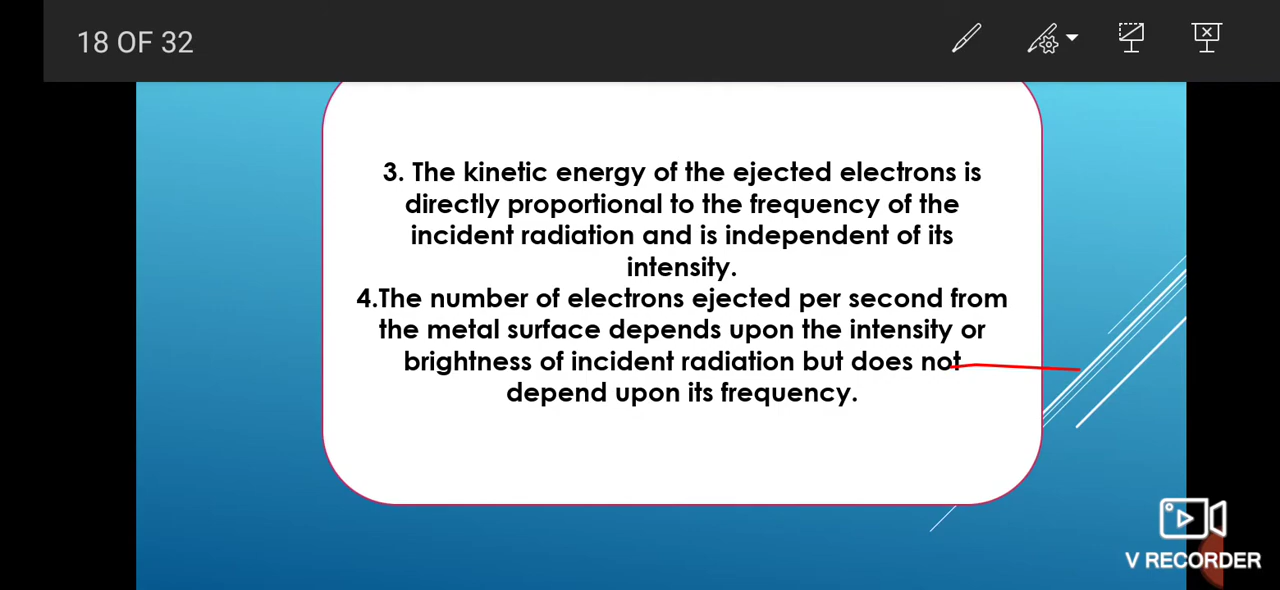 18 OF 32
3. The kinetic energy of the ejected electrons is
directly proportional to the frequency of the
incident radiation and is independent of its
intensity.
4.The number of electrons ejected per second from
the metal surface depends upon the intensity or
brightness of incident radiation but does not
depend upon its frequency.
V RECORDER